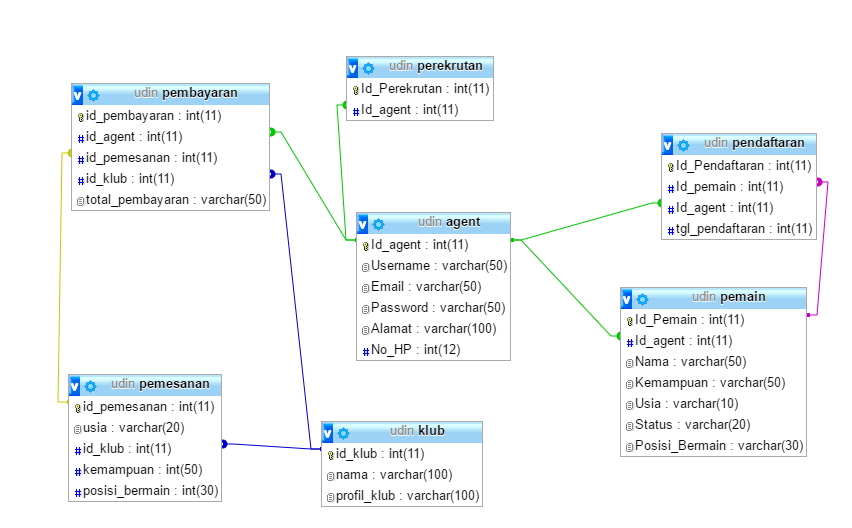 udin perekrutan
Id_Perekrutan : int(11)
Id_agent : int(11)
udin pembayaran
id_pembayaran : int(11)
id_agent : int(11)
id_pemesanan : int(11)
id_klub : int(11)
total_pembayaran : varchar(50)
udin pendaftaran
Id_Pendaftaran : int(11)
Id_pemain : int(11)
Id_agent : int(11)
tgl_pendaftaran : int(11)
udin agent
Id_agent : int(11)
Username : varchar(50)
Email : varchar(50)
Password : varchar(50)
Alamat : varchar(100)
No_HP : int(12)
udin pemain
Id_Pemain : int(11)
Id_agent : int(11)
Nama : varchar(50)
Kemampuan : varchar(50)
Usia : varchar(10)
Status : varchar(20)
Posisi_Bermain : varchar(30)
udin pemesanan
id_pemesanan : int(11)
usia : varchar(20)
id_klub : int(11)
kemampuan : int(50)
posisi_bermain : int(30)
udin klub
id_klub : int(11)
nama : varchar(100)
profil_klub : varchar(100)